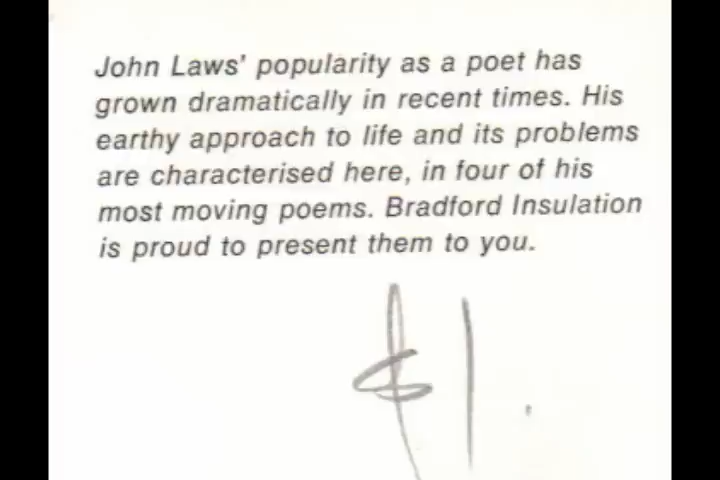 John Laws' popularity as a poet has
grown dramatically in recent times. His
earthy approach to life and its problems
are characterised here, in four of his
most moving poems. Bradford Insulation
is proud to present them to you.